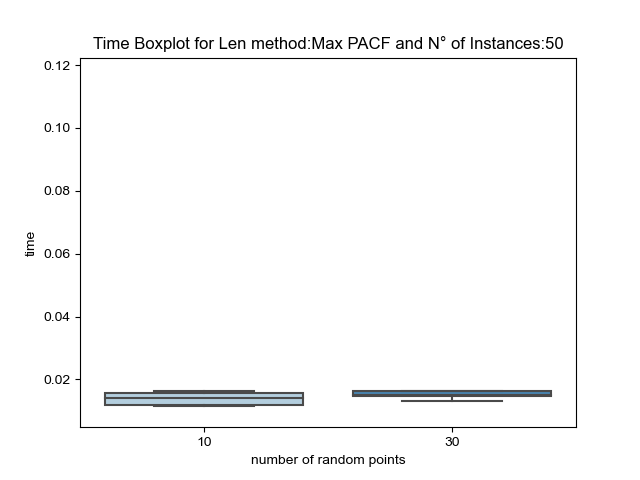 Time Boxplot for Len method:Max PACF and N° of Instances:50
0.12
0.10
0.08
0.06
0.04
0.02
time
10 30
number of random points